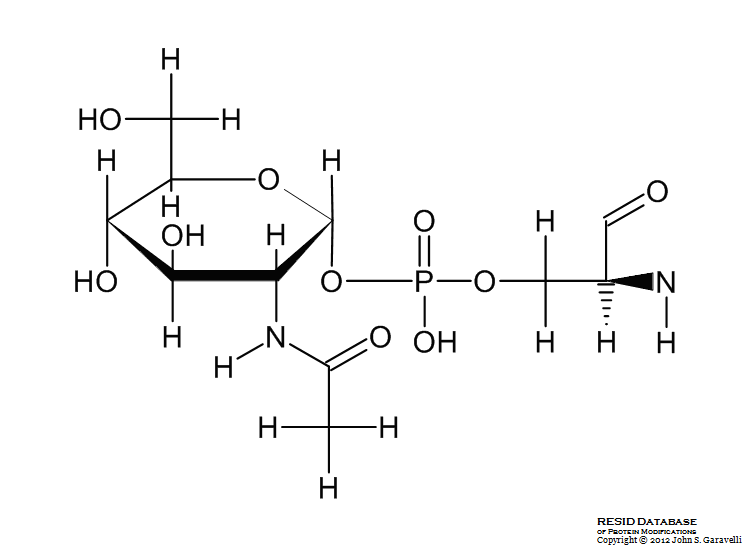 H
HO H
H H O
O
H O
OH H O H
HO O P O N
H N O OH H H H
H
H H
H
RESID DATABASE
OF PROTEIN MODIFICATIONS
Copyright © 2012 John S. Garavelli